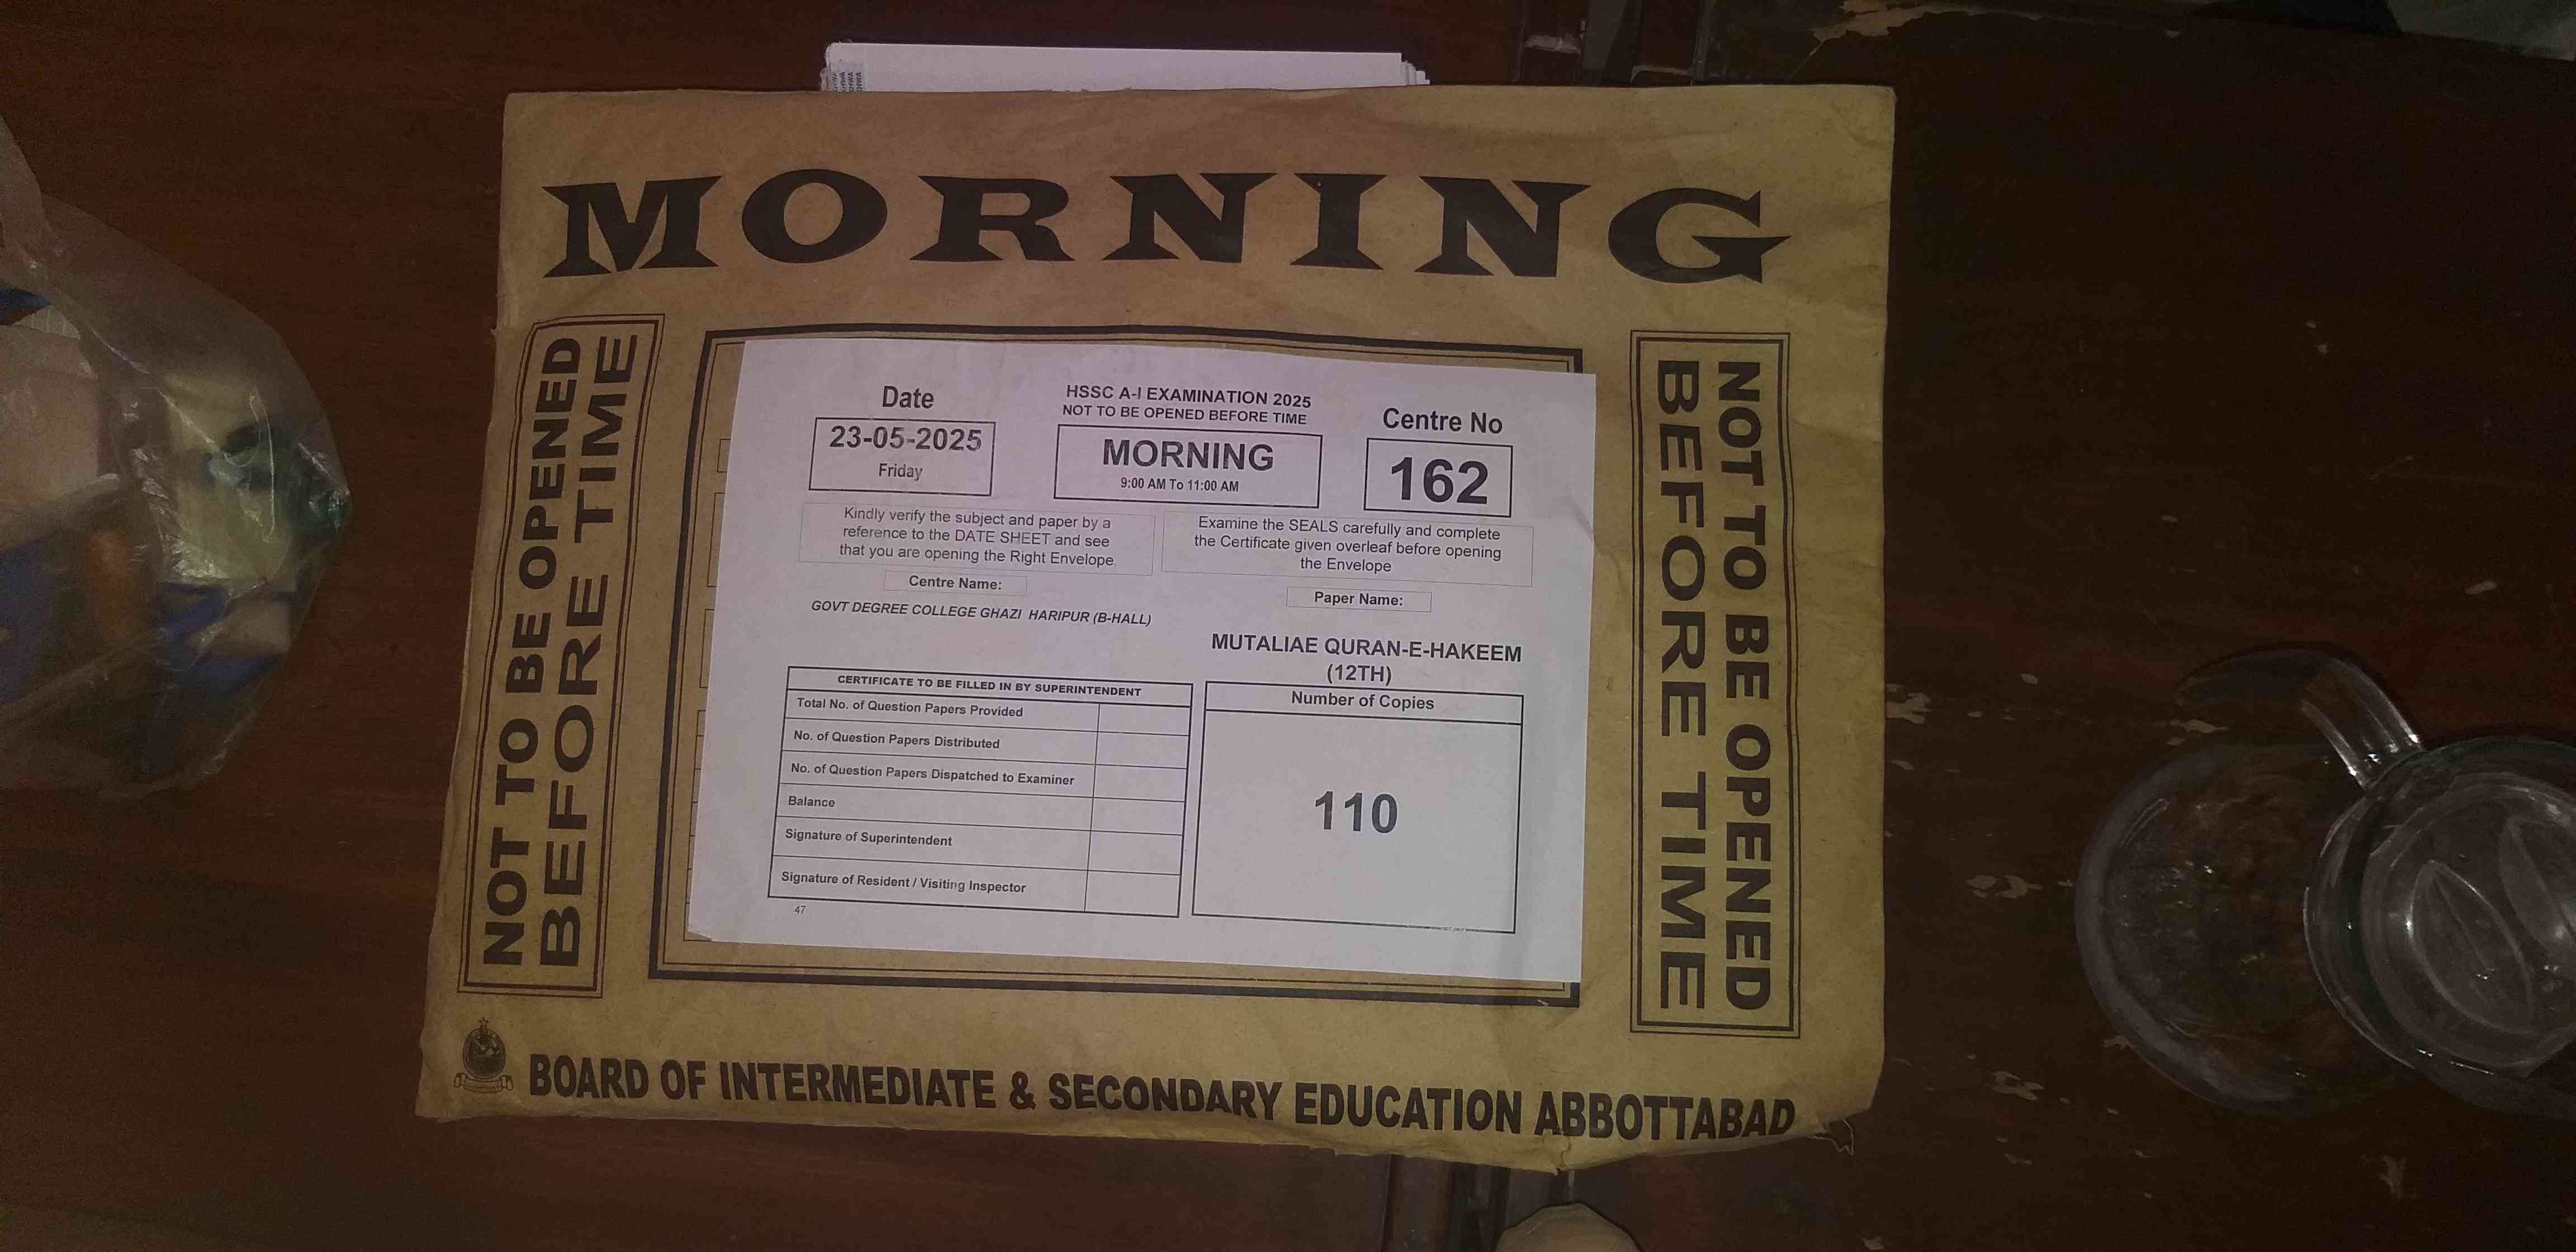 MORNING
NOT TO BE OPENED
BEFORE TIME
Date
23-05-2025
Friday
HSSC A-I EXAMINATION 2025
NOT TO BE OPENED BEFORE TIME
MORNING
9:00 AM To 11:00 AM
Centre No
162
Kindly verify the subject and paper by a
reference to the DATE SHEET and see
that you are opening the Right Envelope.
Examine the SEALS carefully and complete
the Certificate given overleaf before opening
the Envelope
Centre Name:
GOVT DEGREE COLLEGE GHAZI HARIPUR (B-HALL)
Paper Name:
MUTALIAE QURAN-E-HAKEEM
(12TH)
CERTIFICATE TO BE FILLED IN BY SUPERINTENDENT
Total No. of Question Papers Provided
No. of Question Papers Distributed
No. of Question Papers Dispatched to Examiner
Balance
Signature of Superintendent
Signature of Resident / Visiting Inspector
47
Number of Copies
110
NOT TO BE OPENED
BEFORE TIME
BOARD OF INTERMEDIATE & SECONDARY EDUCATION ABBOTTABAD